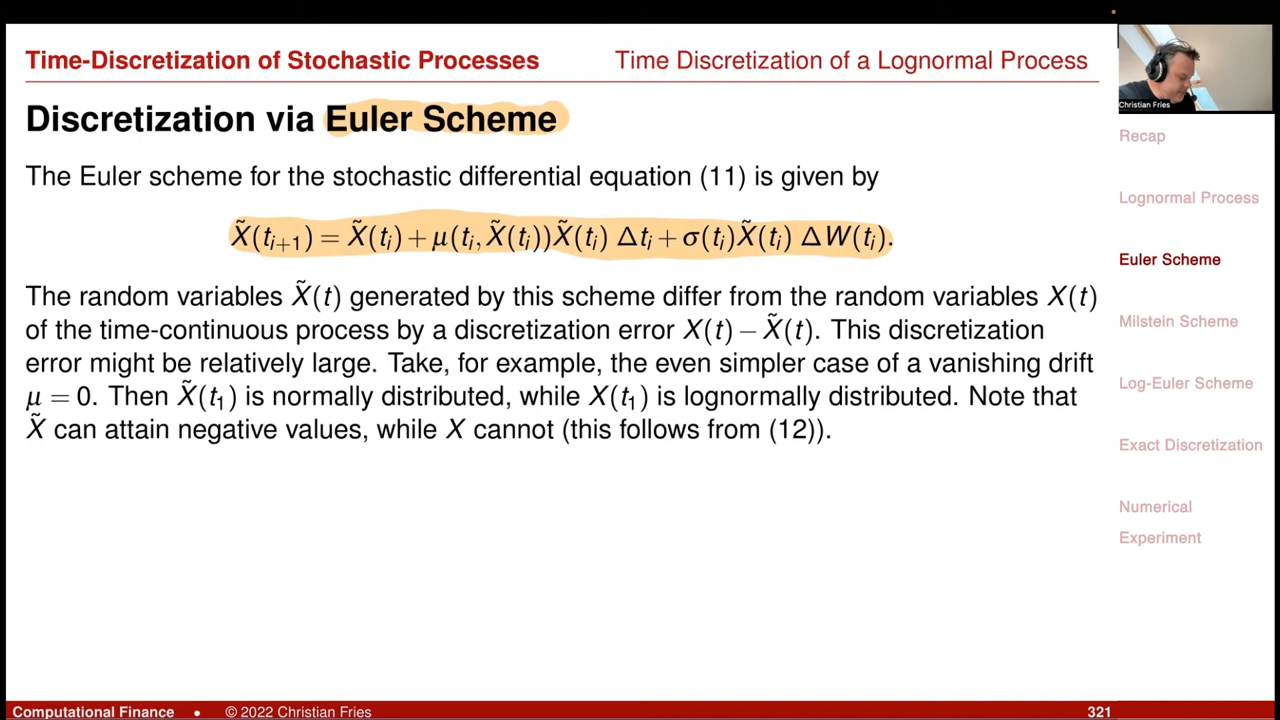 Time-Discretization of Stochastic Processes
Time Discretization of a Lognormal Process
Discretization via Euler Scheme
The Euler scheme for the stochastic differential equation (11) is given by
X̃(tᵢ₊₁) = X̃(tᵢ) + μ(tᵢ, X̃(tᵢ))X̃(tᵢ) Δtᵢ + σ(tᵢ)X̃(tᵢ) ΔW(tᵢ).
The random variables X̃(t) generated by this scheme differ from the random variables X(t)
of the time-continuous process by a discretization error X(t) − X̃(t). This discretization
error might be relatively large. Take, for example, the even simpler case of a vanishing drift
μ = 0. Then X̃(t₁) is normally distributed, while X(t₁) is lognormally distributed. Note that
X̃ can attain negative values, while X cannot (this follows from (12)).
Christian Fries
Recap
Lognormal Process
Euler Scheme
Milstein Scheme
Log-Euler Scheme
Exact Discretization
Numerical
Experiment
Computational Finance • © 2022 Christian Fries
321